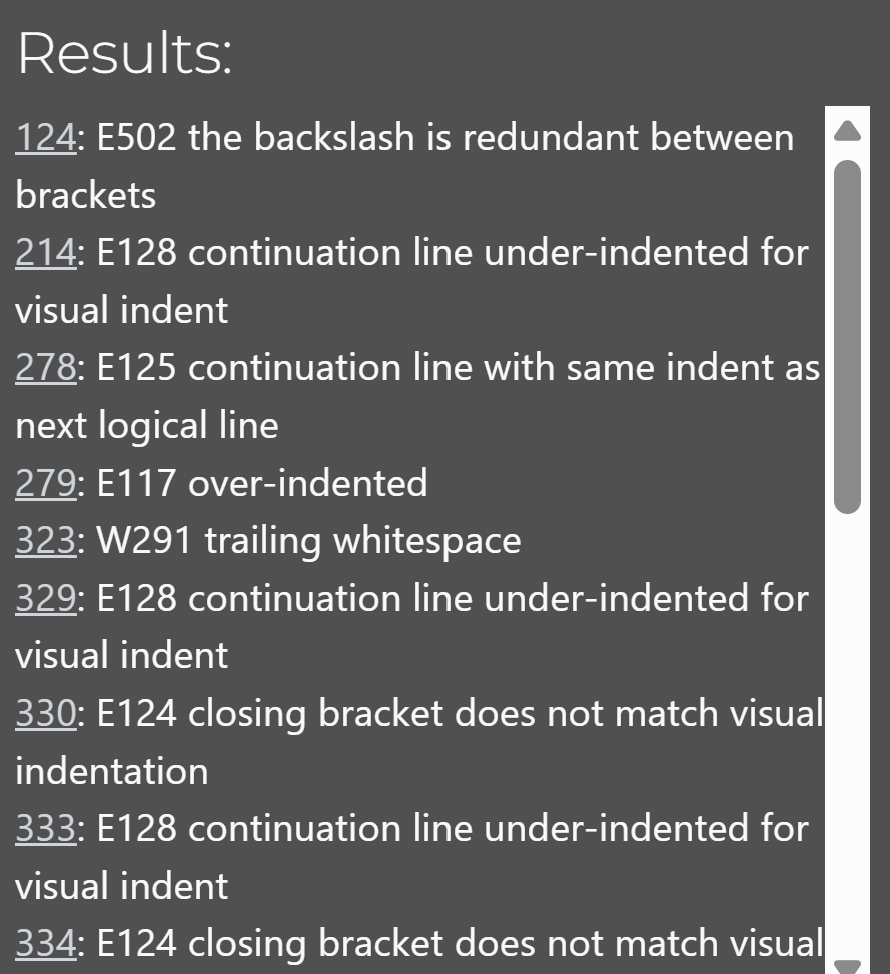 Results:
124: E502 the backslash is redundant between
brackets
214: E128 continuation line under-indented for
visual indent
278: E125 continuation line with same indent as
next logical line
279: E117 over-indented
323: W291 trailing whitespace
329: E128 continuation line under-indented for
visual indent
330: E124 closing bracket does not match visual
indentation
333: E128 continuation line under-indented for
visual indent
334: E124 closing bracket does not match visual